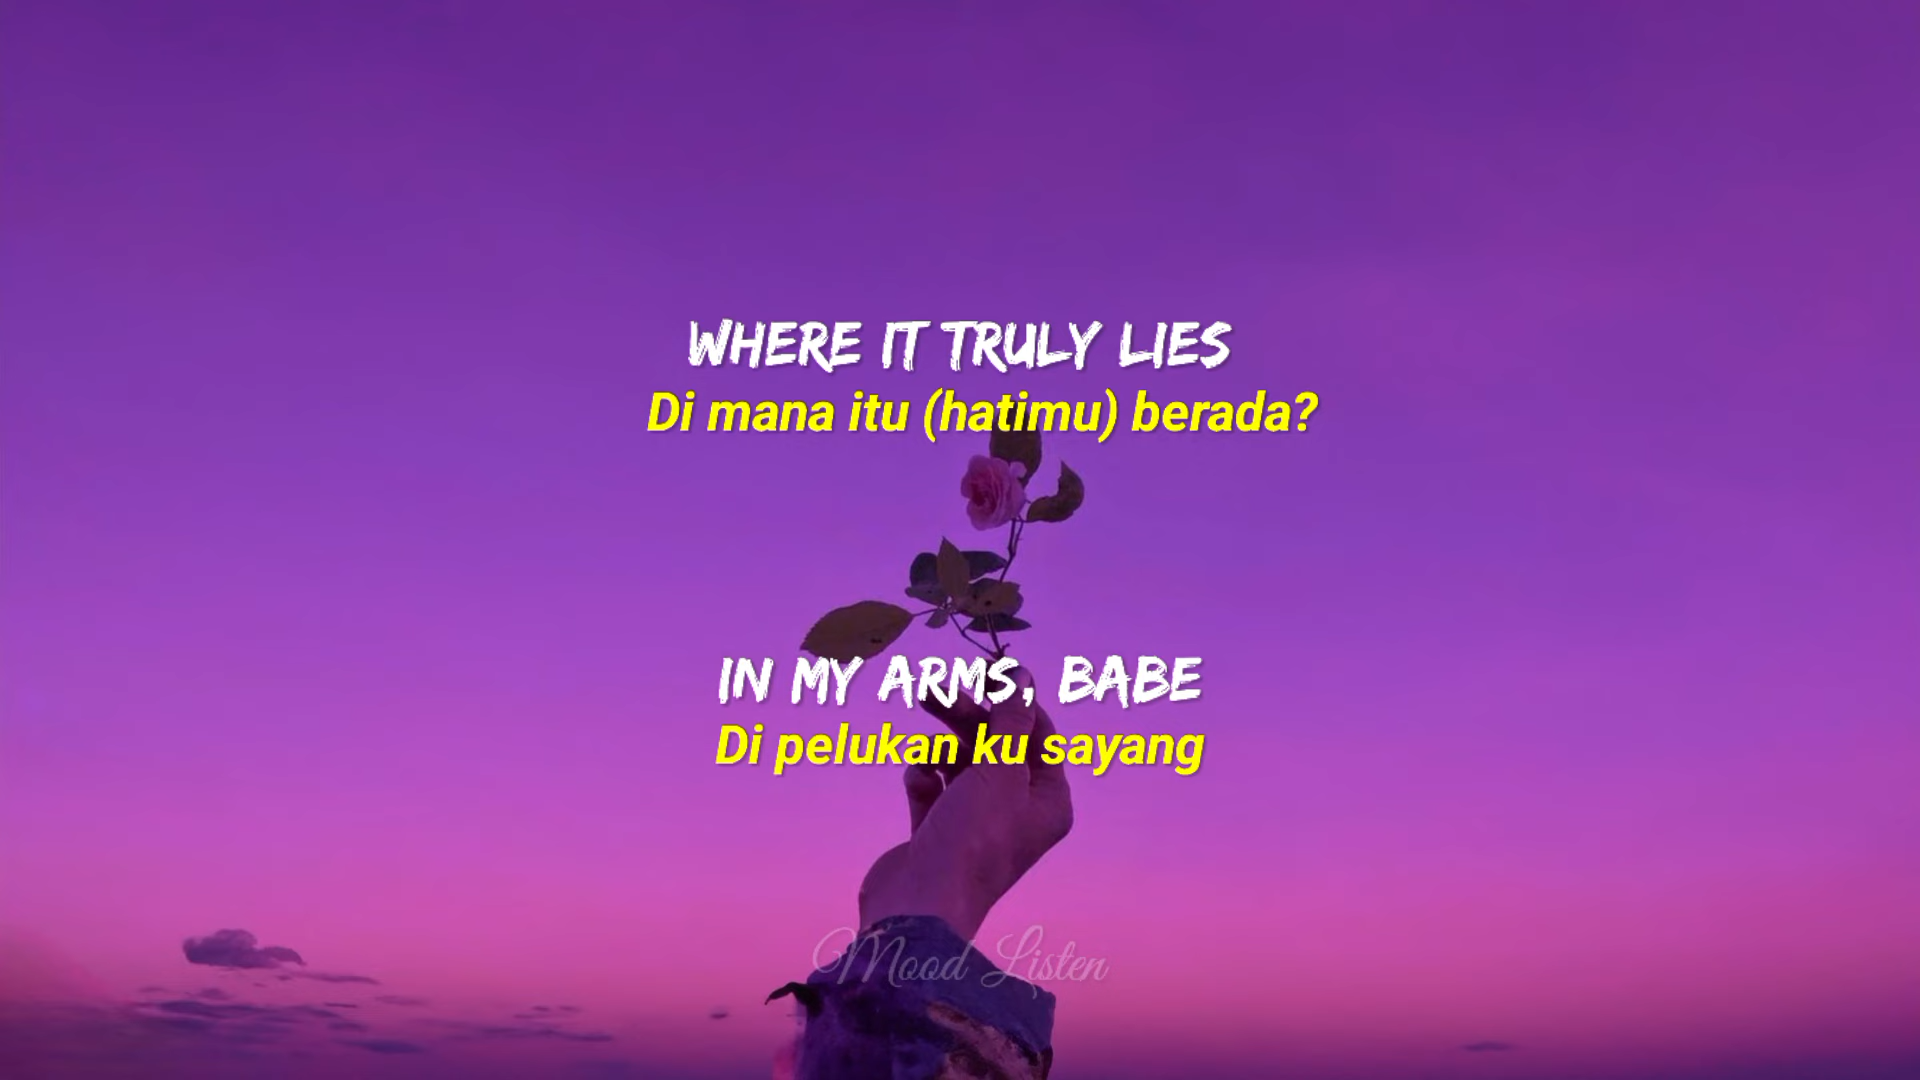 WHERE IT TRULY LIES
Di mana itu (hatimu) berada?
IN MY ARMS, BABE
Di pelukan ku sayang
Mood Listen